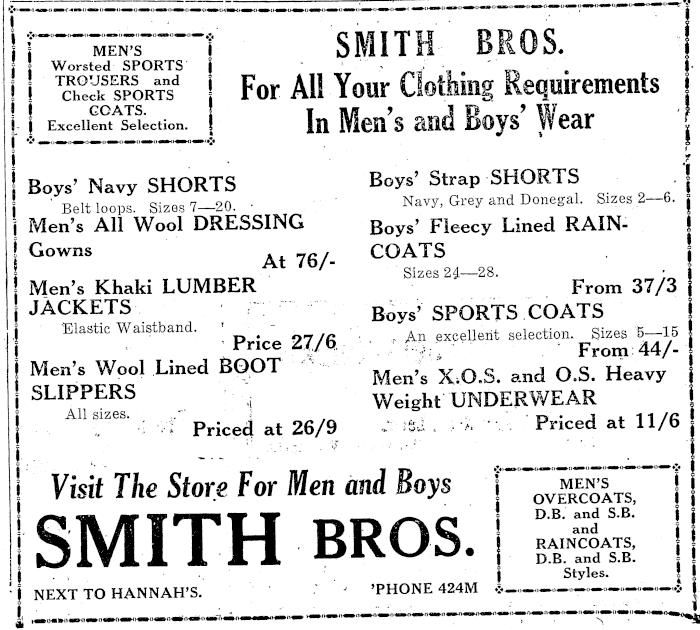 MEN'S
Worsted SPORTS
TROUSERS and
Check SPORTS
COATS.
Excellent Selection.
SMITH BROS.
For All Your Clothing Requirements
In Men's and Boys' Wear
Boys' Navy SHORTS
Belt loops. Sizes 7—20.
Men's All Wool DRESSING
Gowns
At 76/-
Men's Khaki LUMBER
JACKETS
Elastic Waistband.
Price 27/6
Men's Wool Lined BOOT
SLIPPERS
All sizes.
Priced at 26/9
Boys' Strap SHORTS
Navy, Grey and Donegal. Sizes 2—6.
Boys' Fleecy Lined RAIN-
COATS
Sizes 24—28.
From 37/3
Boys' SPORTS COATS
An excellent selection. Sizes 5—15
From 44/-
Men's X.O.S. and O.S. Heavy
Weight UNDERWEAR
Priced at 11/6
Visit The Store For Men and Boys
SMITH BROS.
NEXT TO HANNAH'S.
'PHONE 424M
MEN'S
OVERCOATS,
D.B. and S.B.
and
RAINCOATS,
D.B. and S.B.
Styles.